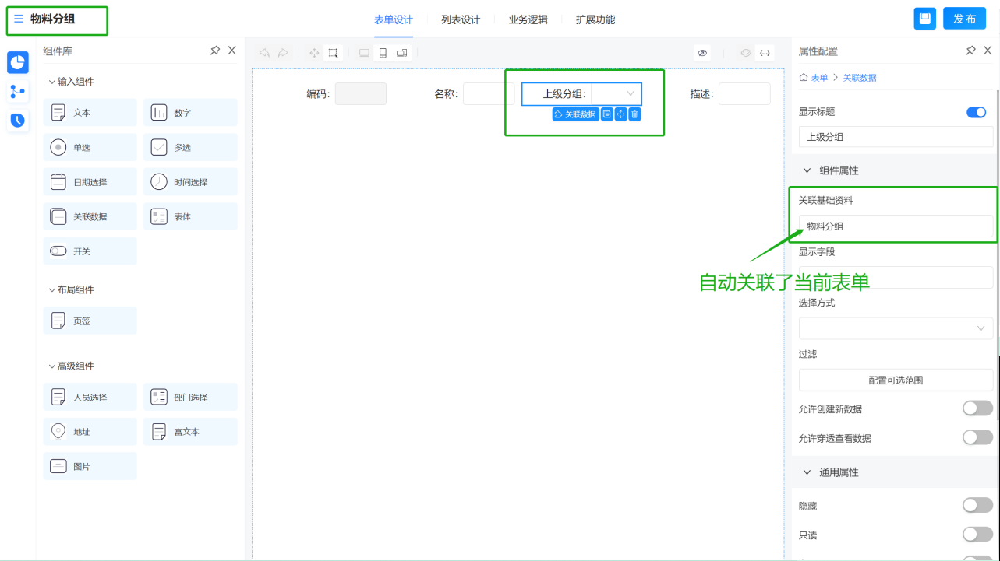 物料分组
表单设计
列表设计
业务逻辑
扩展功能
发布
组件库
输入组件
文本
数字
单选
多选
日期选择
时间选择
关联数据
表体
开关
布局组件
页签
高级组件
人员选择
部门选择
地址
富文本
图片
编码:
名称:
上级分组:
描述:
关联数据
属性配置
表单 > 关联数据
显示标题
上级分组
组件属性
关联基础资料
物料分组
显示字段
自动关联了当前表单
选择方式
过滤
配置可选范围
允许创建新数据
允许穿透查看数据
通用属性
隐藏
只读